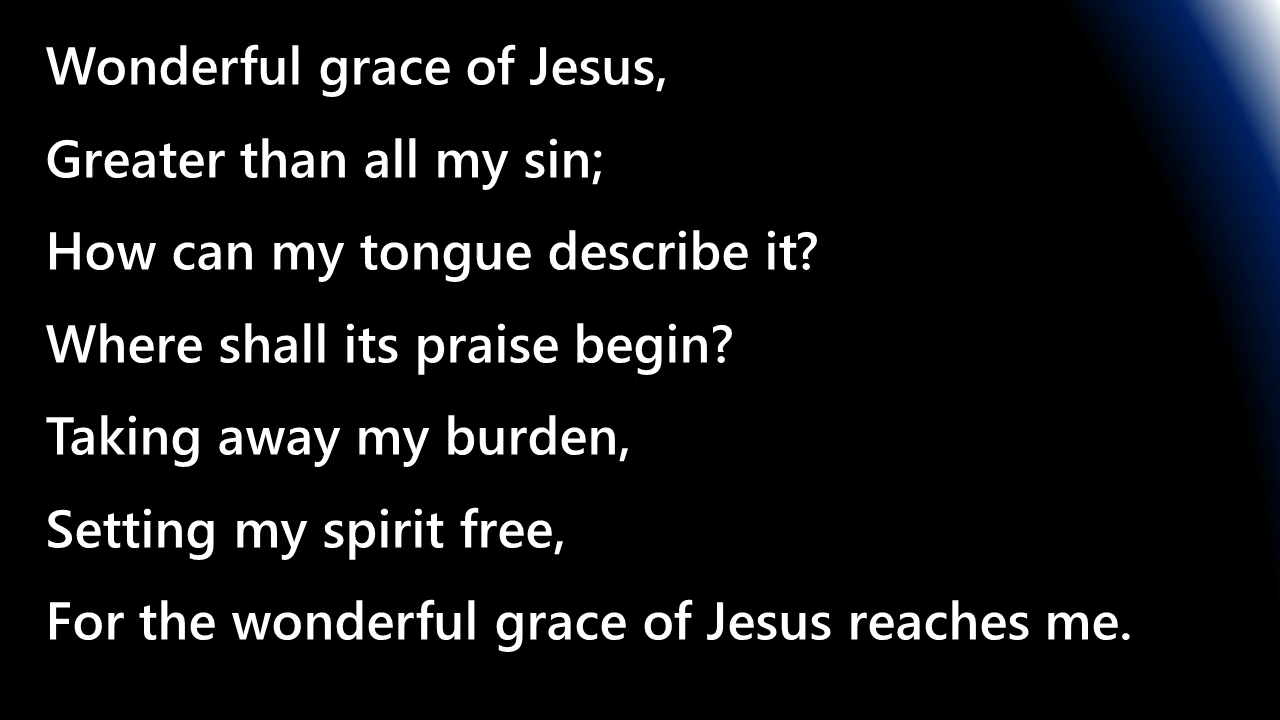 Wonderful grace of Jesus,
Greater than all my sin;
How can my tongue describe it?
Where shall its praise begin?
Taking away my burden,
Setting my spirit free,
For the wonderful grace of Jesus reaches me.